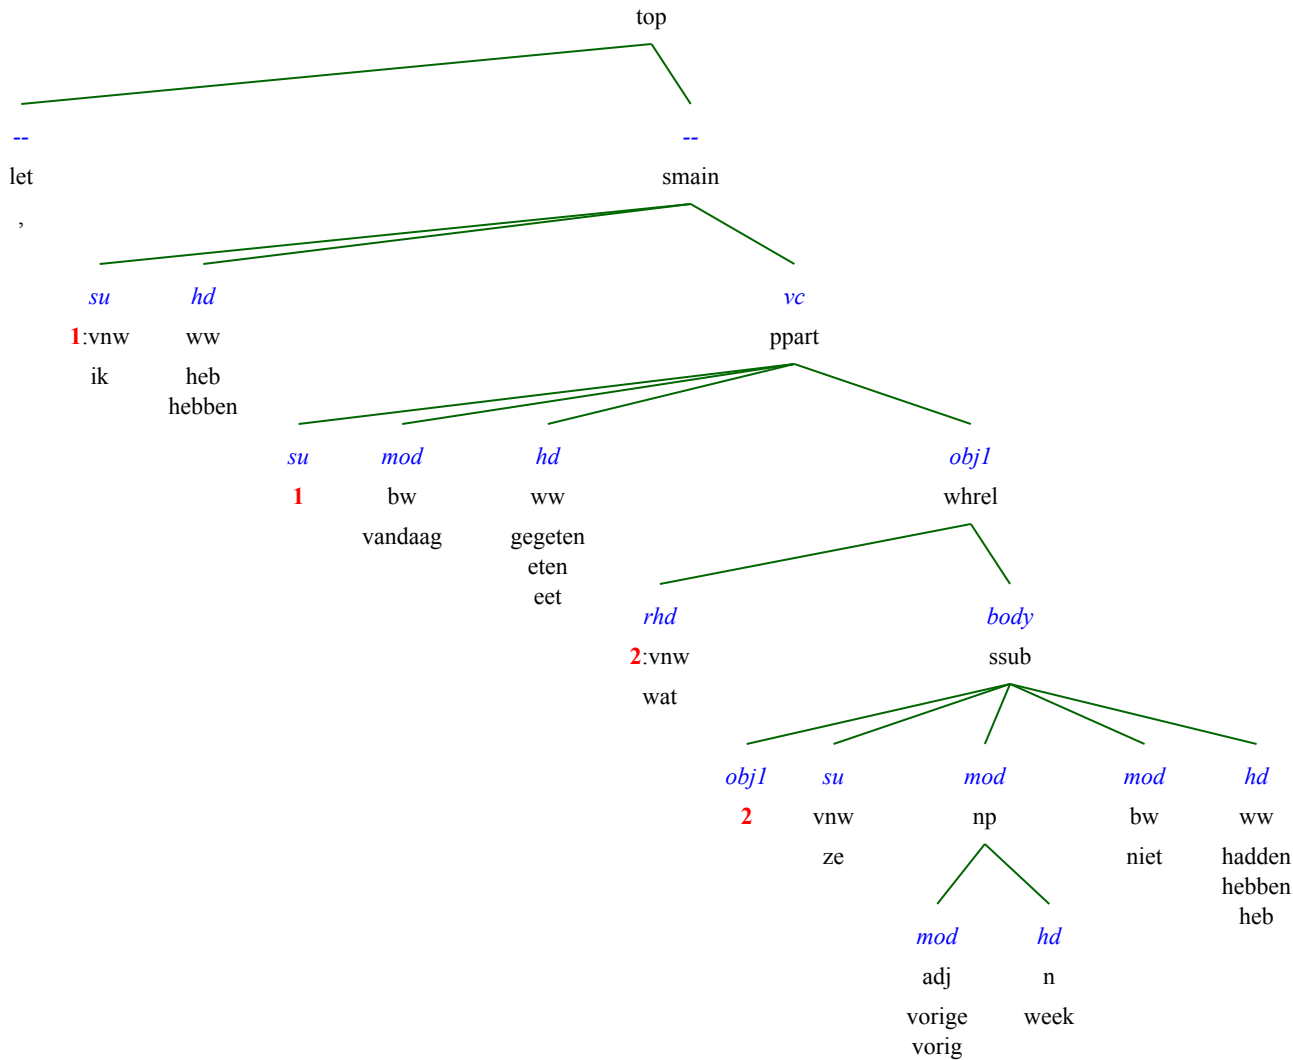 top
-- --
let smain
,
su hd vc
1:vnw ww ppart
ik heb
hebben
su mod hd obj1
1 bw ww whrel
vandaag gegeten
eten
eet
rhd body
2:vnw ssub
wat
obj1 su mod mod hd
2 vnw np bw ww
ze niet hadden
hebben
heb
mod hd
adj n
vorige week
vorig